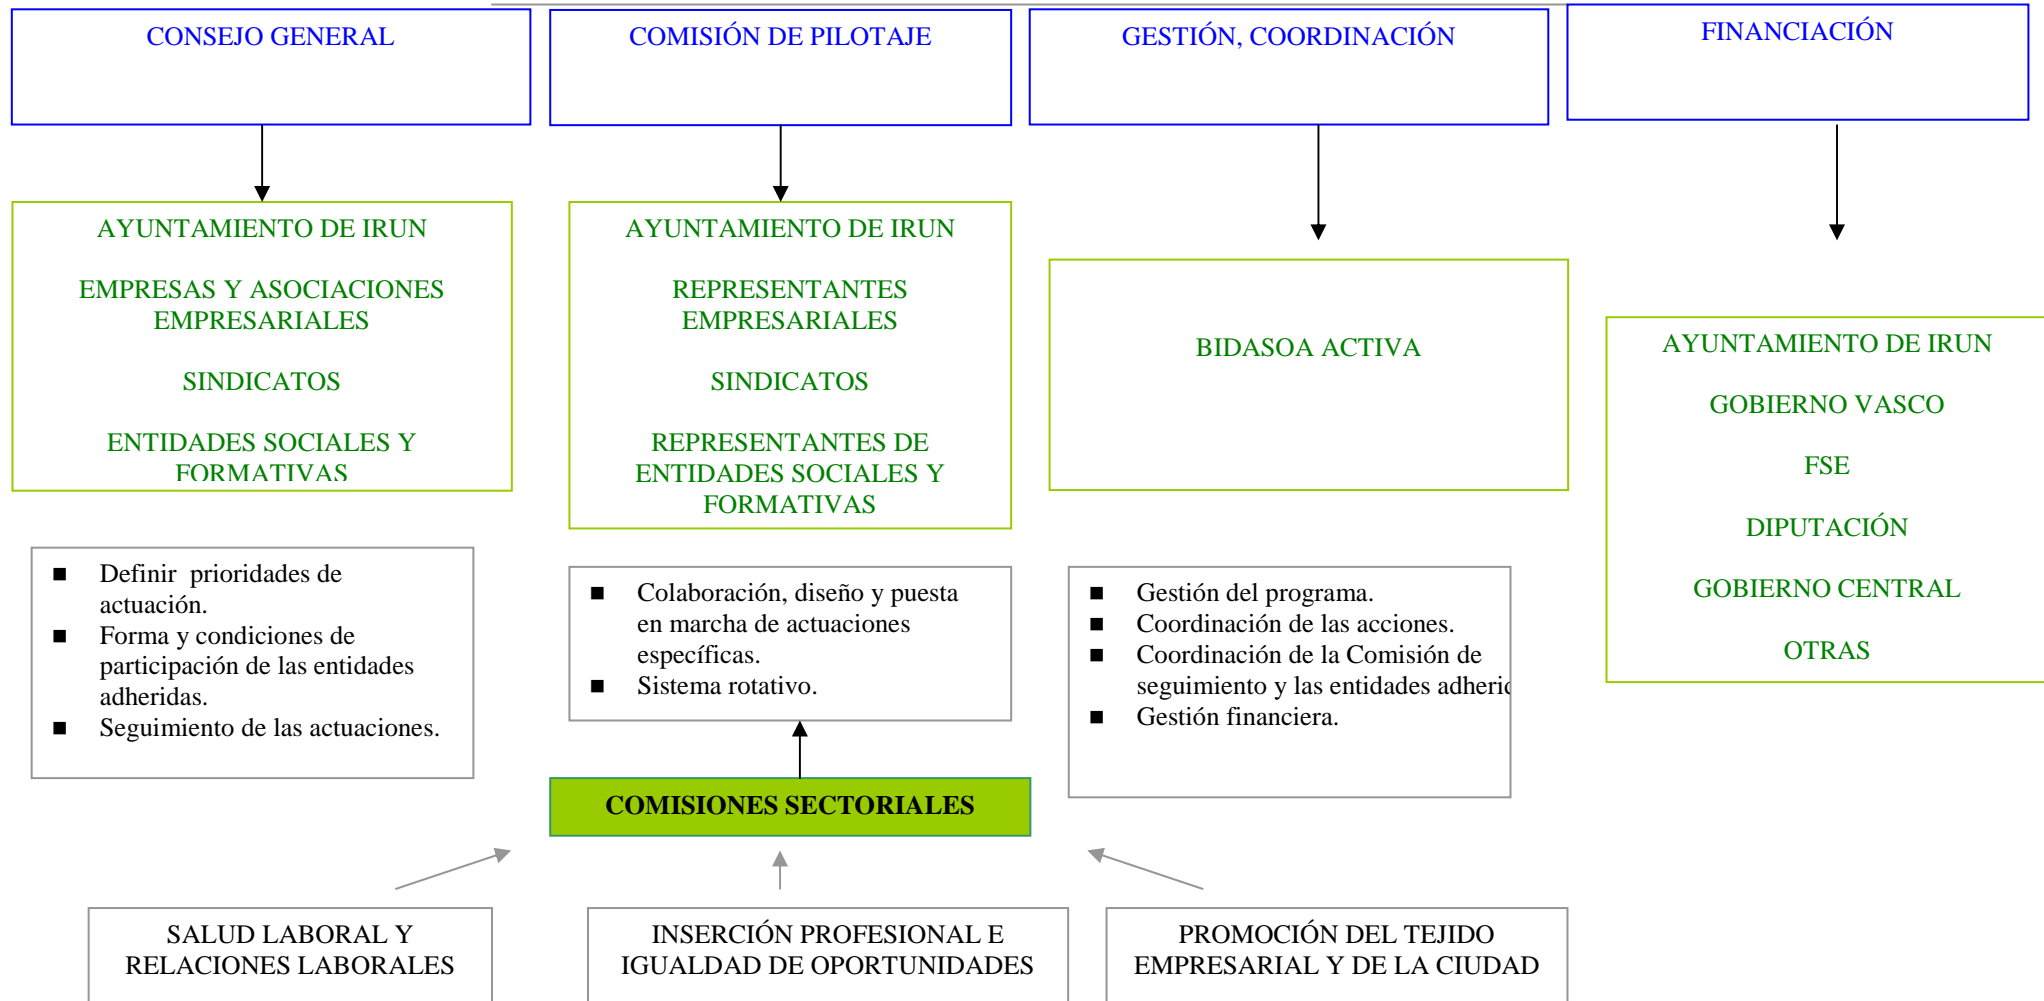 CONSEJO GENERAL
COMISIÓN DE PILOTAJE
GESTIÓN, COORDINACIÓN
FINANCIACIÓN
AYUNTAMIENTO DE IRUN
EMPRESAS Y ASOCIACIONES
EMPRESARIALES
SINDICATOS
ENTIDADES SOCIALES Y
FORMATIVAS
AYUNTAMIENTO DE IRUN
REPRESENTANTES
EMPRESARIALES
SINDICATOS
REPRESENTANTES DE
ENTIDADES SOCIALES Y
FORMATIVAS
BIDASOA ACTIVA
AYUNTAMIENTO DE IRUN
GOBIERNO VASCO
FSE
DIPUTACIÓN
GOBIERNO CENTRAL
OTRAS
■ Definir prioridades de
actuación.
■ Forma y condiciones de
participación de las entidades
adheridas.
■ Seguimiento de las actuaciones.
■ Colaboración, diseño y puesta
en marcha de actuaciones
específicas.
■ Sistema rotativo.
■ Gestión del programa.
■ Coordinación de las acciones.
■ Coordinación de la Comisión de
seguimiento y las entidades adheri
■ Gestión financiera.
COMISIONES SECTORIALES
SALUD LABORAL Y
RELACIONES LABORALES
INSERCIÓN PROFESIONAL E
IGUALDAD DE OPORTUNIDADES
PROMOCIÓN DEL TEJIDO
EMPRESARIAL Y DE LA CIUDAD